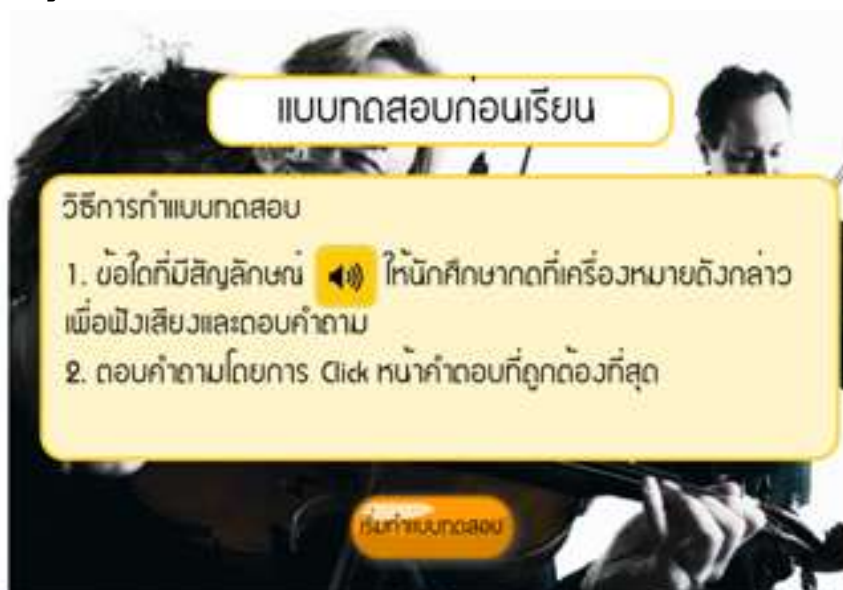 แบบทดสอบก่อนเรียน
วิธีการทำแบบทดสอบ
1. ข้อใดที่มีสัญลักษณ์ ให้นักศึกษากดที่เครื่องหมายดังกล่าว
เพื่อฟังเสียงและตอบคำถาม
2. ตอบคำถามโดยการ Click หน้าคำตอบที่ถูกต้องที่สุด
เริ่มทำแบบทดสอบ